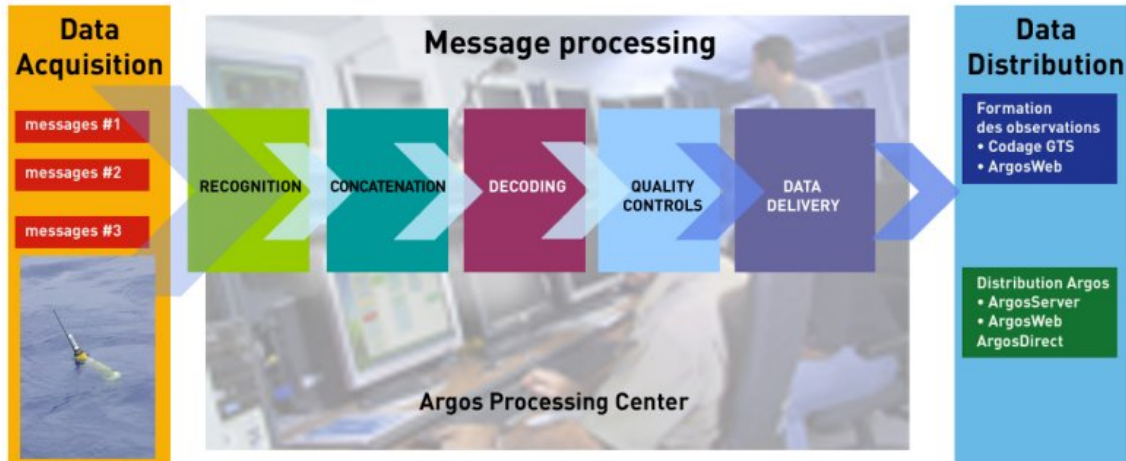 Data
Acquisition
messages #1
messages #2
messages #3
Message processing
RECOGNITION
CONCATENATION
DECODING
QUALITY
CONTROLS
DATA
DELIVERY
Argos Processing Center
Data
Distribution
Formation
des observations
• Codage GTS
• ArgosWeb
Distribution Argos
• ArgosServer
• ArgosWeb
ArgosDirect